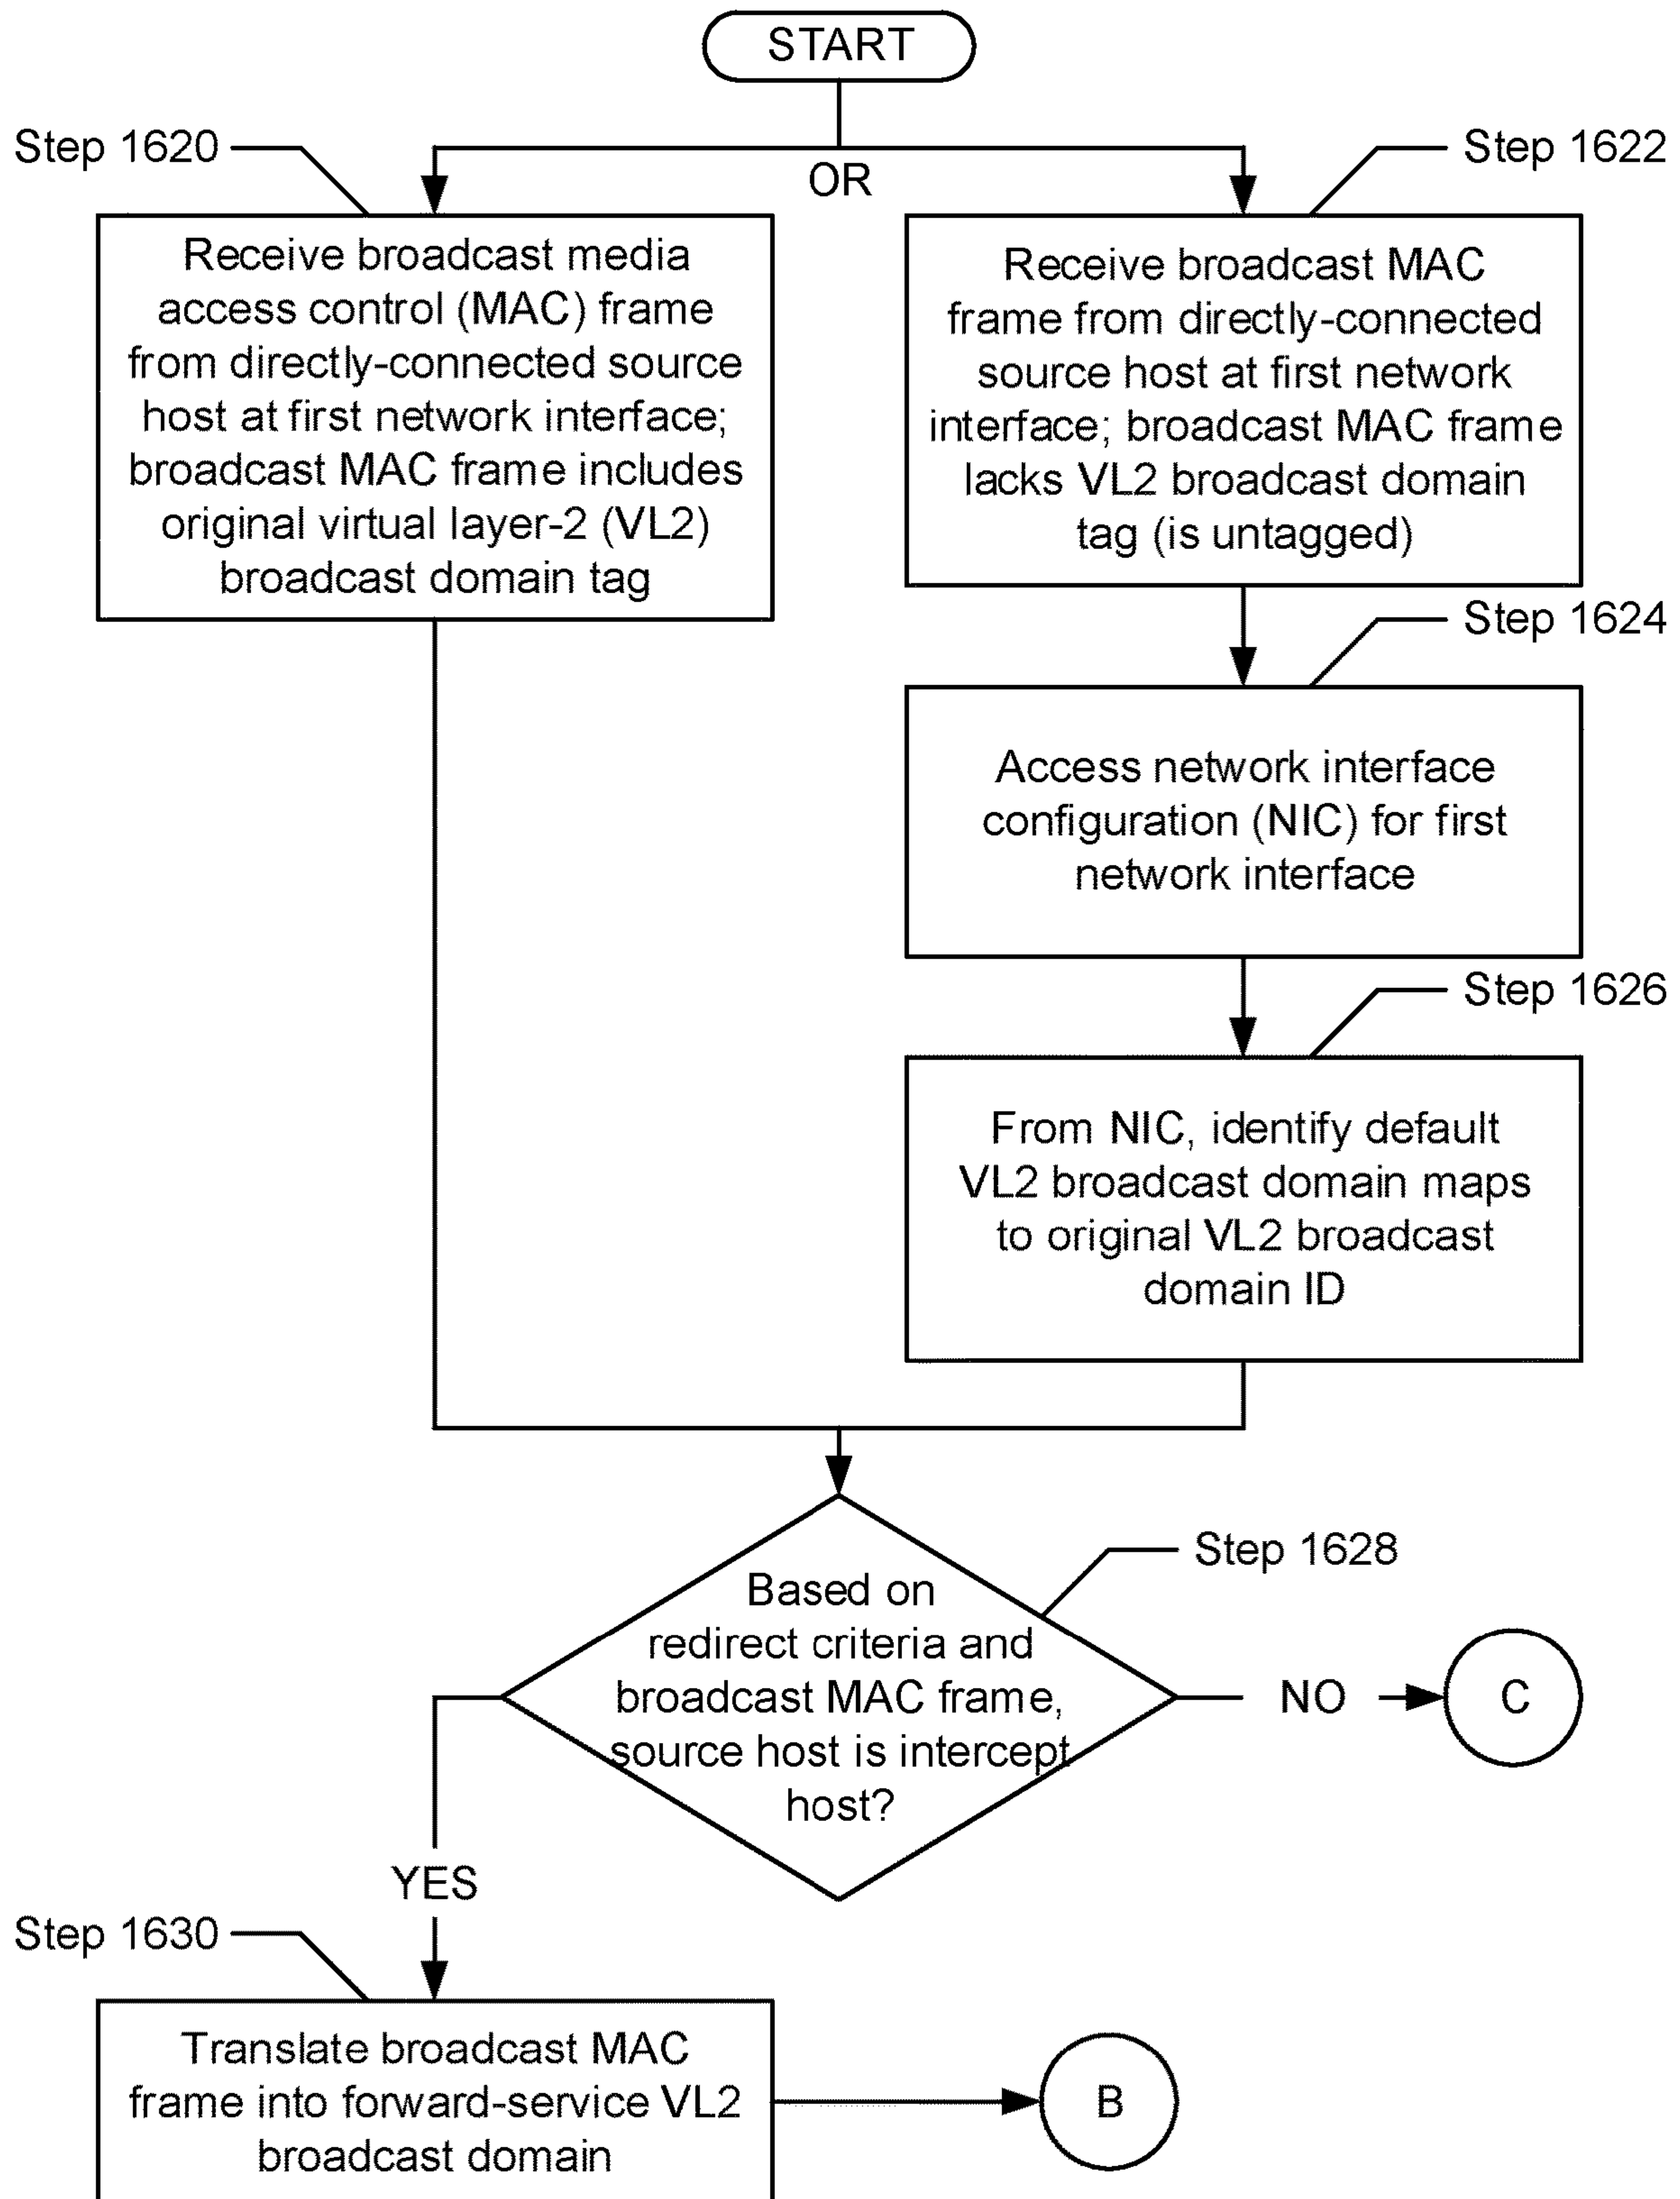 START
Step 1620
OR
Step 1622
Receive broadcast media
access control (MAC) frame
from directly-connected source
host at first network interface;
broadcast MAC frame includes
original virtual layer-2 (VL2)
broadcast domain tag
Receive broadcast MAC
frame from directly-connected
source host at first network
interface; broadcast MAC frame
lacks VL2 broadcast domain
tag (is untagged)
Step 1624
Access network interface
configuration (NIC) for first
network interface
Step 1626
From NIC, identify default
VL2 broadcast domain maps
to original VL2 broadcast
domain ID
Step 1628
Based on
redirect criteria and
broadcast MAC frame,
source host is intercept
host?
NO
C
YES
Step 1630
Translate broadcast MAC
frame into forward-service VL2
broadcast domain
B